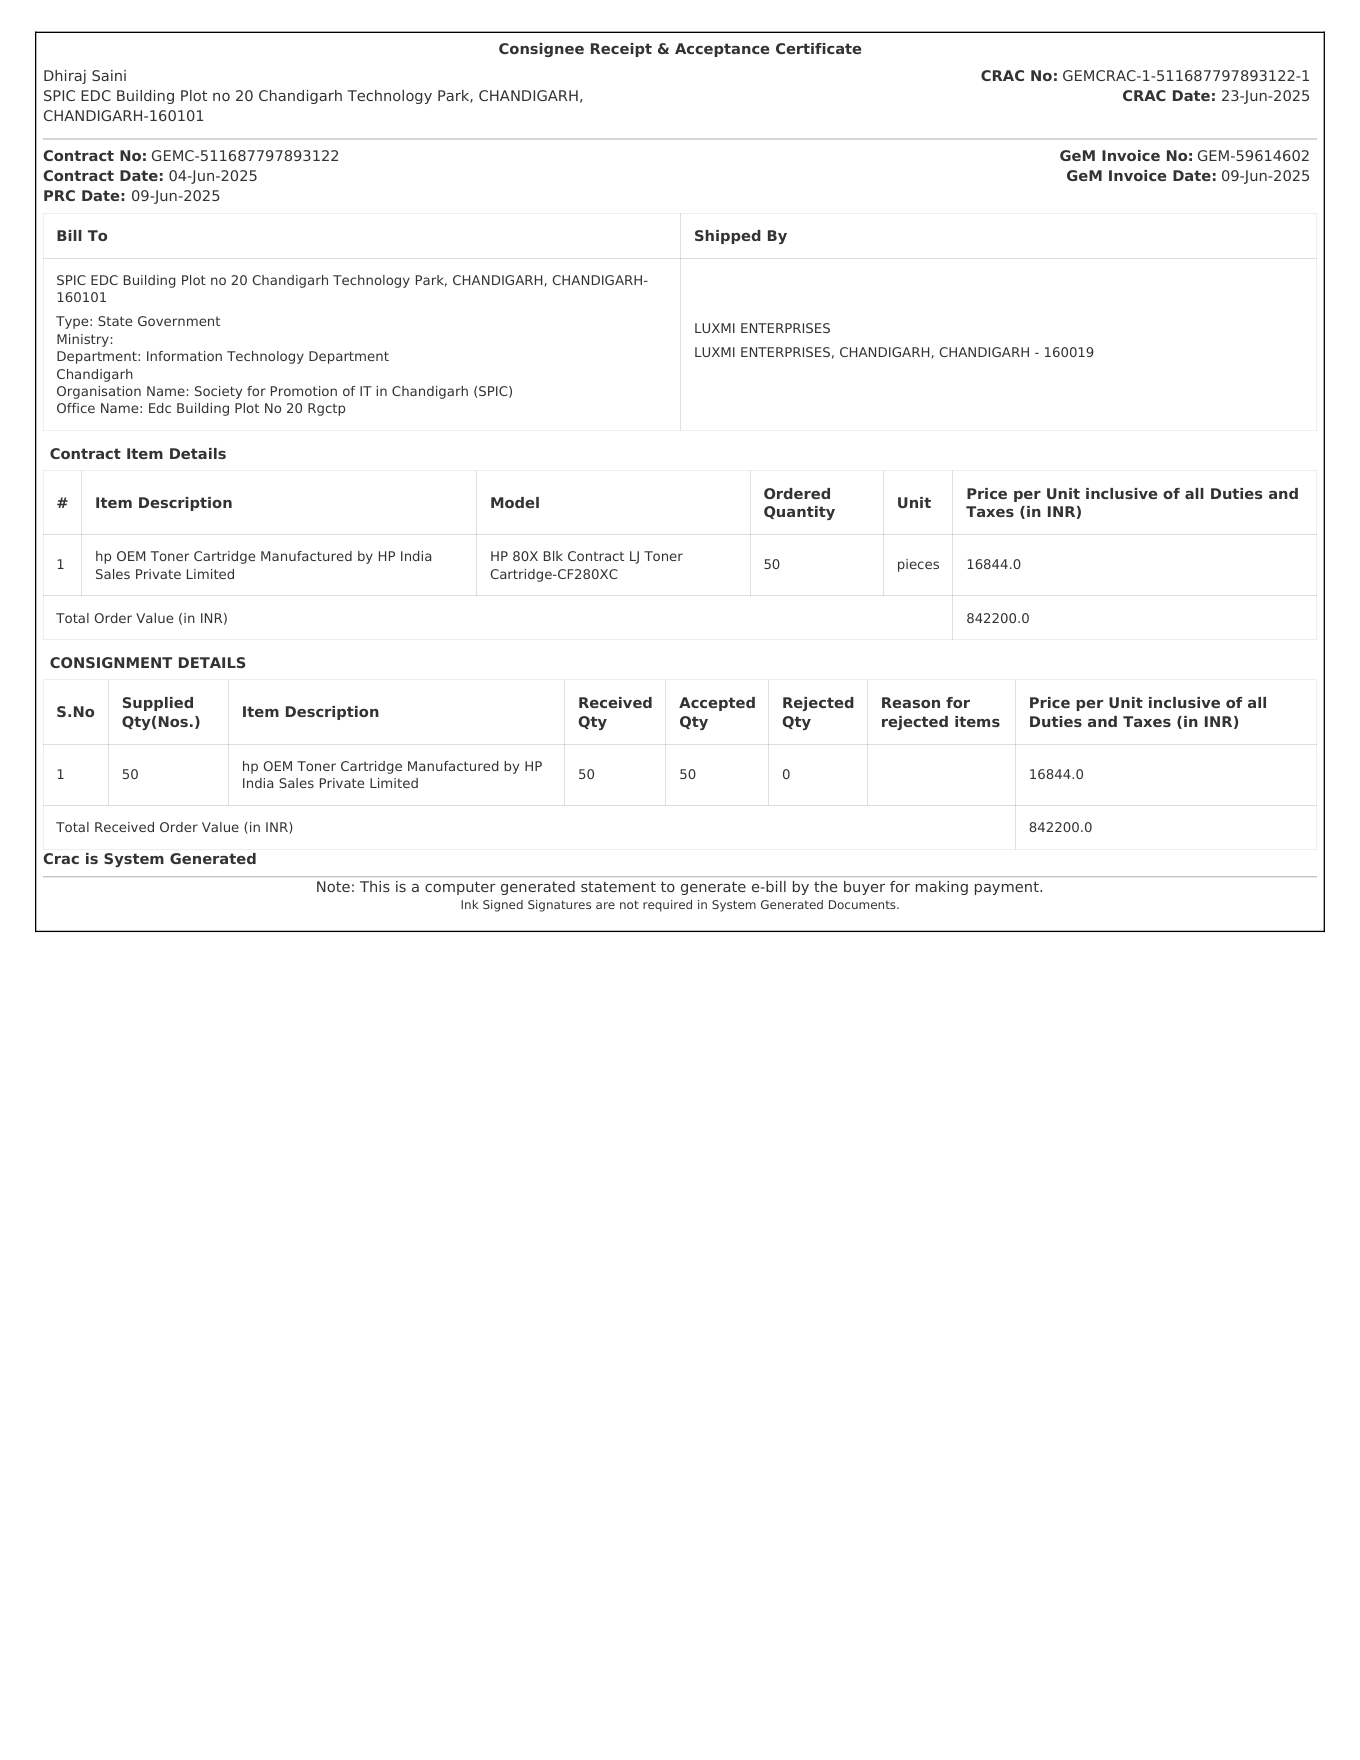 Consignee Receipt & Acceptance Certificate
Dhiraj Saini
SPIC EDC Building Plot no 20 Chandigarh Technology Park, CHANDIGARH,
CHANDIGARH-160101
CRAC No: GEMCRAC-1-511687797893122-1
CRAC Date: 23-Jun-2025
Contract No: GEMC-511687797893122
Contract Date: 04-Jun-2025
PRC Date: 09-Jun-2025
GeM Invoice No: GEM-59614602
GeM Invoice Date: 09-Jun-2025
Bill To
Shipped By
SPIC EDC Building Plot no 20 Chandigarh Technology Park, CHANDIGARH, CHANDIGARH-
160101
Type: State Government
Ministry:
Department: Information Technology Department
Chandigarh
Organisation Name: Society for Promotion of IT in Chandigarh (SPIC)
Office Name: Edc Building Plot No 20 Rgctp
LUXMI ENTERPRISES
LUXMI ENTERPRISES, CHANDIGARH, CHANDIGARH - 160019
Contract Item Details
#
Item Description
Model
Ordered
Quantity
Unit
Price per Unit inclusive of all Duties and
Taxes (in INR)
1
hp OEM Toner Cartridge Manufactured by HP India
Sales Private Limited
HP 80X Blk Contract LJ Toner
Cartridge-CF280XC
50
pieces
16844.0
Total Order Value (in INR)
842200.0
CONSIGNMENT DETAILS
S.No
Supplied
Qty(Nos.)
Item Description
Received
Qty
Accepted
Qty
Rejected
Qty
Reason for
rejected items
Price per Unit inclusive of all
Duties and Taxes (in INR)
1
50
hp OEM Toner Cartridge Manufactured by HP
India Sales Private Limited
50
50
0
16844.0
Total Received Order Value (in INR)
842200.0
Crac is System Generated
Note: This is a computer generated statement to generate e-bill by the buyer for making payment.
Ink Signed Signatures are not required in System Generated Documents.